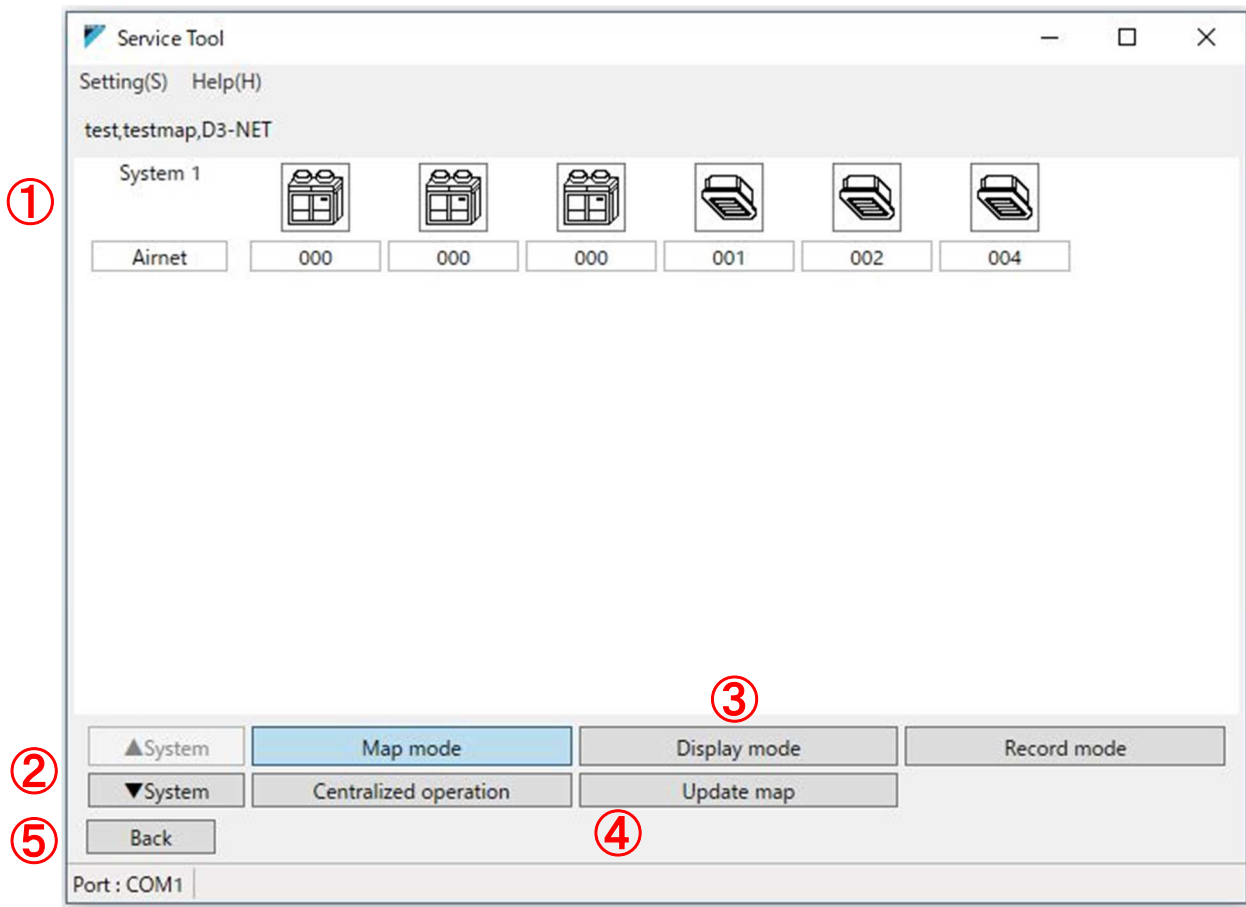 Service Tool
Setting(S) Help(H)
test,testmap,D3-NET
① System 1
Airnet 000 000 000 001 002 004
③
▲System Map mode Display mode Record mode
② ▼System Centralized operation Update map
⑤ Back ④
Port : COM1